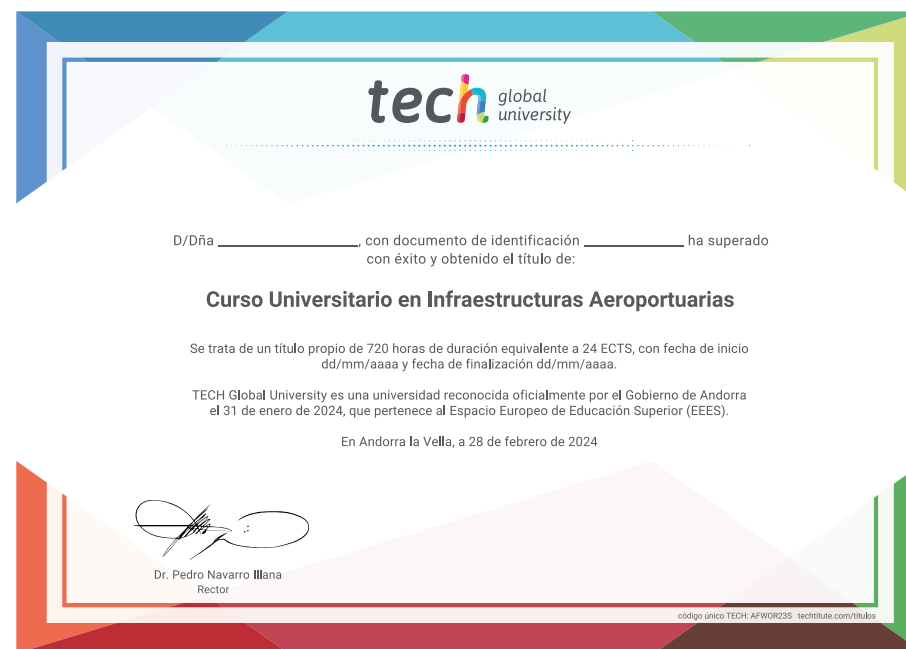 tech global university
D/Dña ______________, con documento de identificación __________ ha superado
con éxito y obtenido el título de:
Curso Universitario en Infraestructuras Aeroportuarias
Se trata de un título propio de 720 horas de duración equivalente a 24 ECTS, con fecha de inicio
dd/mm/aaaa y fecha de finalización dd/mm/aaaa.
TECH Global University es una universidad reconocida oficialmente por el Gobierno de Andorra
el 31 de enero de 2024, que pertenece al Espacio Europeo de Educación Superior (EEES).
En Andorra la Vella, a 28 de febrero de 2024
Dr. Pedro Navarro Illana
Rector
código único TECH: AFWOR23S techtitute.com/titulos